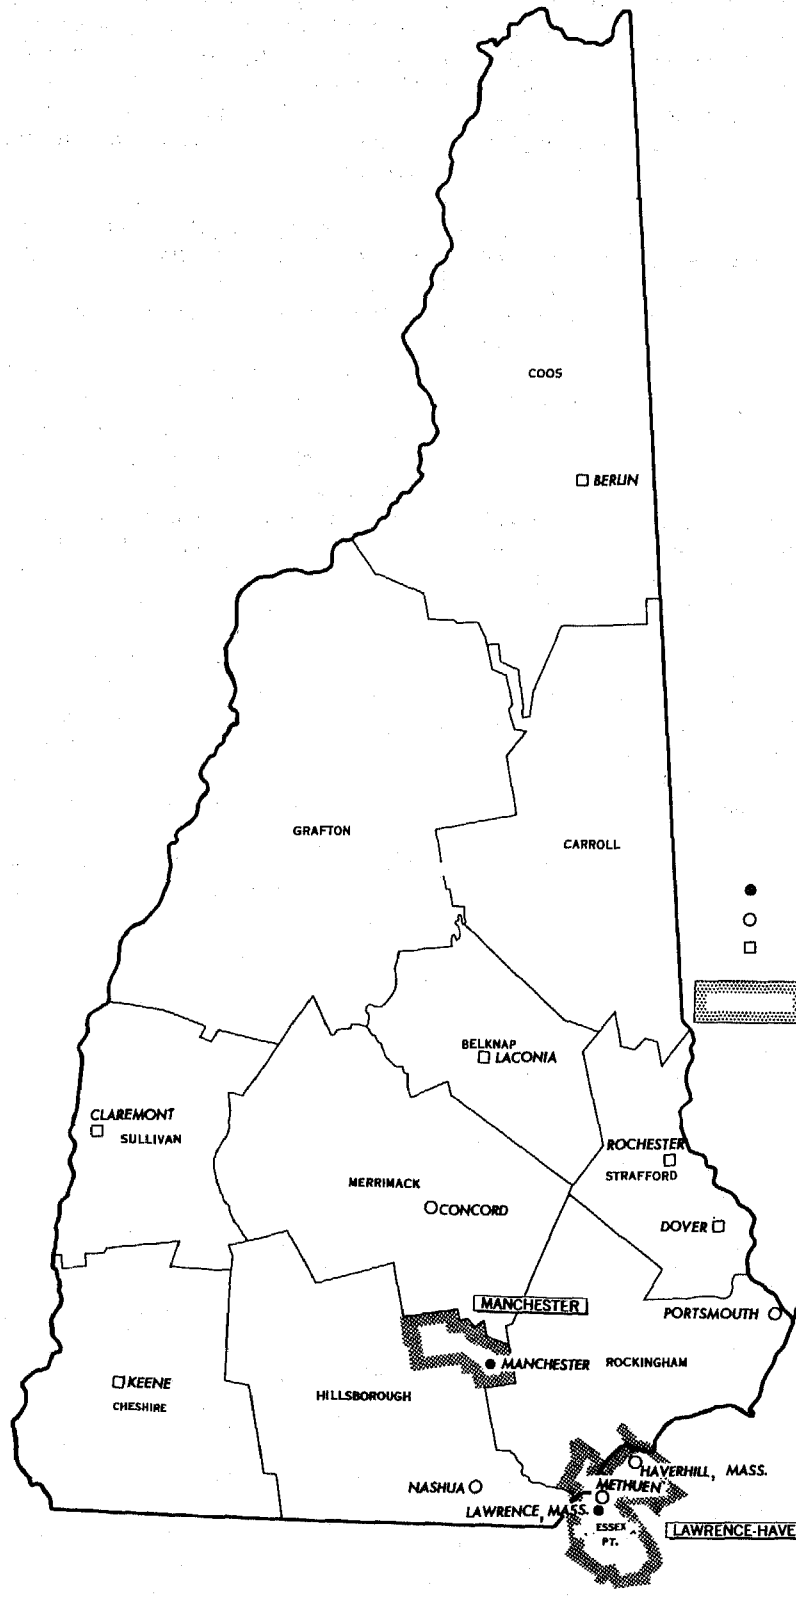 COOS
BERLIN
GRAFTON
CARROLL
BELKNAP
LACONIA
CLAREMONT
SULLIVAN
ROCHESTER
STRAFFORD
MERRIMACK
CONCORD
DOVER
MANCHESTER
PORTSMOUTH
MANCHESTER
ROCKINGHAM
KEENE
CHESHIRE
HILLSBOROUGH
HAVERHILL, MASS.
METHUEN
NASHUA
LAWRENCE, MASS.
ESSEX
PT.
LAWRENCE-HAVE